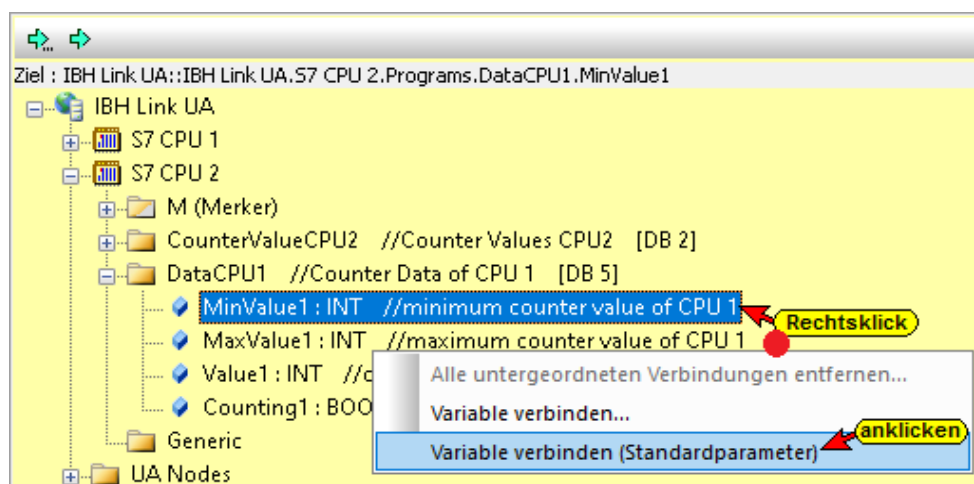 Ziel : IBH Link UA::IBH Link UA.S7 CPU 2.Programs.DataCPU1.MinValue1
IBH Link UA
S7 CPU 1
S7 CPU 2
M (Merker)
CounterValueCPU2 //Counter Values CPU2 [DB 2]
DataCPU1 //Counter Data of CPU 1 [DB 5]
MinValue1 : INT //minimum counter value of CPU 1
Rechtsklick
MaxValue1 : INT //maximum counter value of CPU 1
Value1 : INT //c
Alle untergeordneten Verbindungen entfernen...
Counting1 : BOO
Variable verbinden...
anklicken
Generic
Variable verbinden (Standardparameter)
UA Nodes